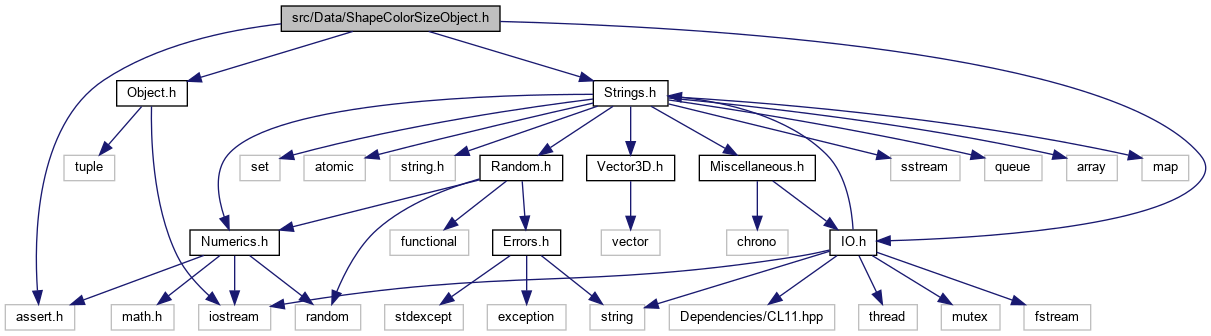 src/Data/ShapeColorSizeObject.h
Object.h
Strings.h
tuple
set
atomic
string.h
Random.h
Vector3D.h
Miscellaneous.h
sstream
queue
array
map
Numerics.h
functional
Errors.h
vector
chrono
IO.h
assert.h
math.h
iostream
random
stdexcept
exception
string
Dependencies/CL11.hpp
thread
mutex
fstream